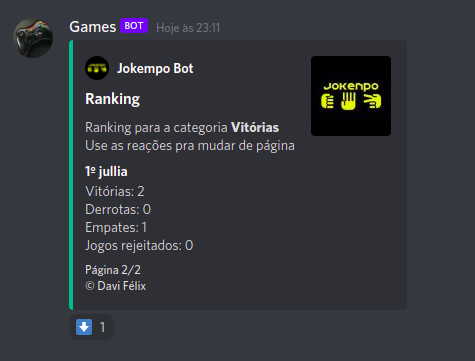 Games BOT Hoje às 23:11
Jokempo Bot
JOKENPO
Ranking
Ranking para a categoria Vitórias
Use as reações pra mudar de página
1º jullia
Vitórias: 2
Derrotas: 0
Empates: 1
Jogos rejeitados: 0
Página 2/2
© Davi Félix
1